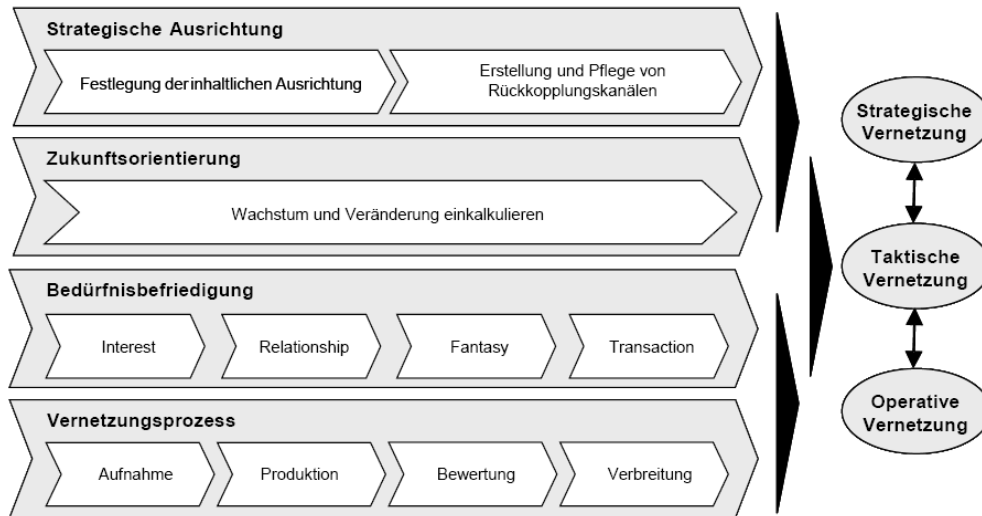 Strategische Ausrichtung
Festlegung der inhaltlichen Ausrichtung
Erstellung und Pflege von
Rückkopplungskanälen
Zukunftsorientierung
Wachstum und Veränderung einkalkulieren
Bedürfnisbefriedigung
Interest
Relationship
Fantasy
Transaction
Vernetzungsprozess
Aufnahme
Produktion
Bewertung
Verbreitung
Strategische
Vernetzung
Taktische
Vernetzung
Operative
Vernetzung